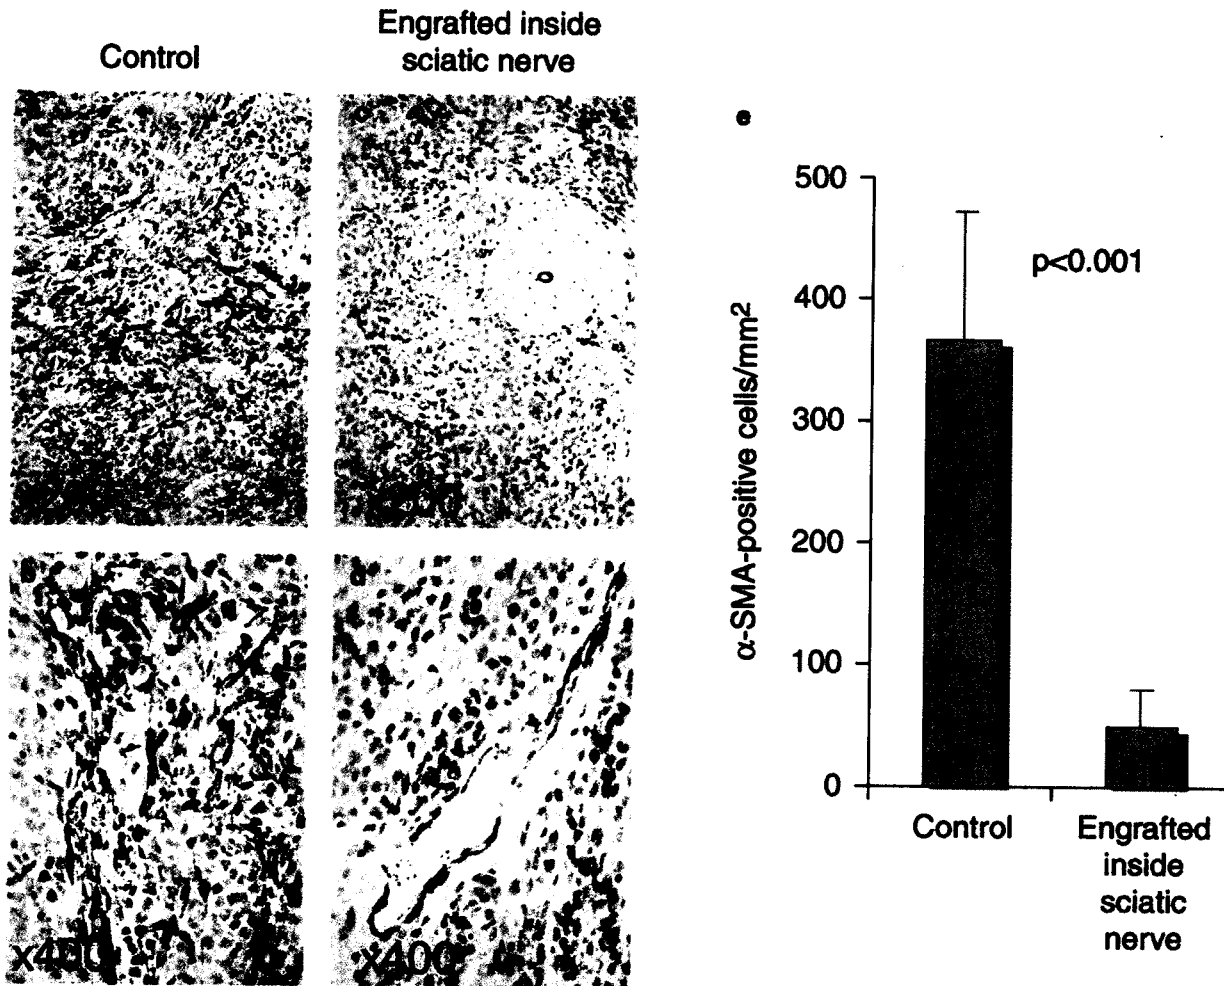 Control
Engrafted inside
sciatic nerve
x200
x400
x400
e
500
400
300
200
100
0
α-SMA-positive cells/mm²
p<0.001
Control
Engrafted
inside
sciatic
nerve